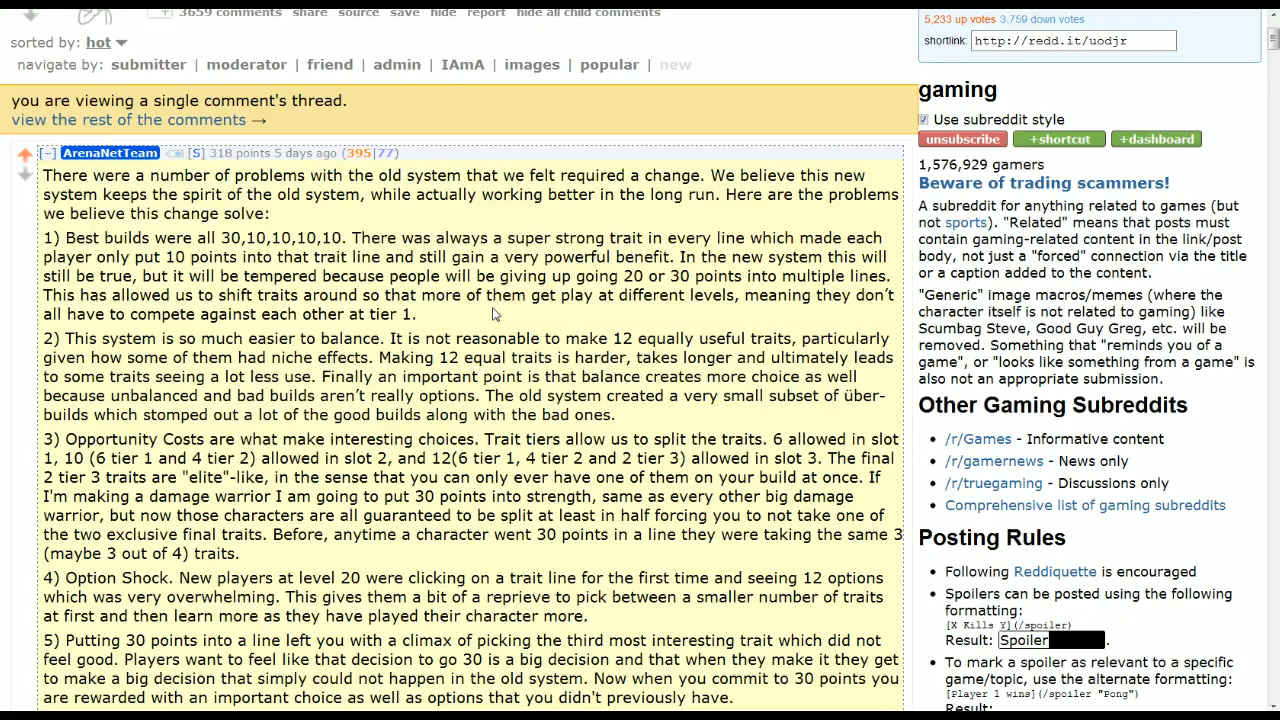 3659 comments share source save hide report hide all child comments
sorted by: hot
navigate by: submitter | moderator | friend | admin | IAmA | images | popular | new
you are viewing a single comment's thread.
view the rest of the comments →
[–] ArenaNetTeam [S] 318 points 5 days ago (395|77)
There were a number of problems with the old system that we felt required a change. We believe this new
system keeps the spirit of the old system, while actually working better in the long run. Here are the problems
we believe this change solve:
1) Best builds were all 30,10,10,10,10. There was always a super strong trait in every line which made each
player only put 10 points into that trait line and still gain a very powerful benefit. In the new system this will
still be true, but it will be tempered because people will be giving up going 20 or 30 points into multiple lines.
This has allowed us to shift traits around so that more of them get play at different levels, meaning they don’t
all have to compete against each other at tier 1.
2) This system is so much easier to balance. It is not reasonable to make 12 equally useful traits, particularly
given how some of them had niche effects. Making 12 equal traits is harder, takes longer and ultimately leads
to some traits seeing a lot less use. Finally an important point is that balance creates more choice as well
because unbalanced and bad builds aren’t really options. The old system created a very small subset of über-
builds which stomped out a lot of the good builds along with the bad ones.
3) Opportunity Costs are what make interesting choices. Trait tiers allow us to split the traits. 6 allowed in slot
1, 10 (6 tier 1 and 4 tier 2) allowed in slot 2, and 12(6 tier 1, 4 tier 2 and 2 tier 3) allowed in slot 3. The final
2 tier 3 traits are "elite"-like, in the sense that you can only ever have one of them on your build at once. If
I'm making a damage warrior I am going to put 30 points into strength, same as every other big damage
warrior, but now those characters are all guaranteed to be split at least in half forcing you to not take one of
the two exclusive final traits. Before, anytime a character went 30 points in a line they were taking the same 3
(maybe 3 out of 4) traits.
4) Option Shock. New players at level 20 were clicking on a trait line for the first time and seeing 12 options
which was very overwhelming. This gives them a bit of a reprieve to pick between a smaller number of traits
at first and then learn more as they have played their character more.
5) Putting 30 points into a line left you with a climax of picking the third most interesting trait which did not
feel good. Players want to feel like that decision to go 30 is a big decision and that when they make it they get
to make a big decision that simply could not happen in the old system. Now when you commit to 30 points you
are rewarded with an important choice as well as options that you didn't previously have.
5,233 up votes 3,759 down votes
shortlink: http://redd.it/uodjr
gaming
Use subreddit style
unsubscribe +shortcut +dashboard
1,576,929 gamers
Beware of trading scammers!
A subreddit for anything related to games (but
not sports). "Related" means that posts must
contain gaming-related content in the link/post
body, not just a "forced" connection via the title
or a caption added to the content.
"Generic" image macros/memes (where the
character itself is not related to gaming) like
Scumbag Steve, Good Guy Greg, etc. will be
removed. Something that "reminds you of a
game", or "looks like something from a game" is
also not an appropriate submission.
Other Gaming Subreddits
/r/Games - Informative content
/r/gamernews - News only
/r/truegaming - Discussions only
Comprehensive list of gaming subreddits
Posting Rules
Following Reddiquette is encouraged
Spoilers can be posted using the following
formatting:
[X Kills Y](/spoiler)
Result: Spoiler .
To mark a spoiler as relevant to a specific
game/topic, use the alternate formatting:
[Player 1 wins](/spoiler "Pong")
Result: